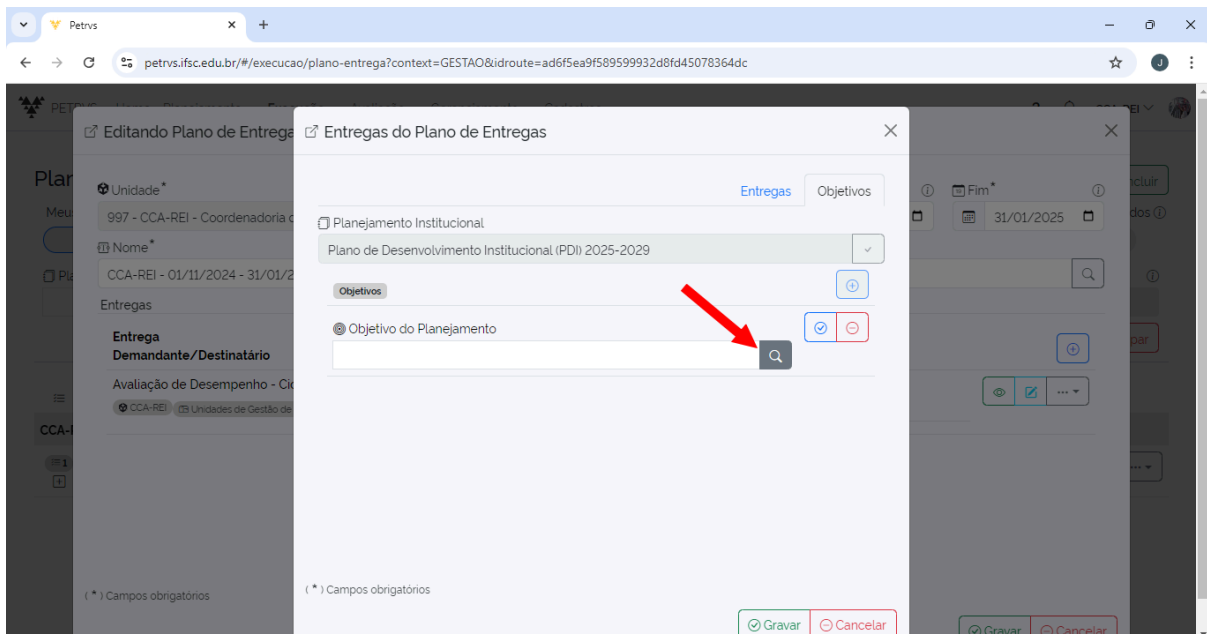 Petrvs
petrvs.ifsc.edu.br/#/execucao/plano-entrega?context=GESTAO&idroute=ad6f5ea9f589599932d8fd45078364dc
J
PETRVS
Editando Plano de Entrega
Entregas do Plano de Entregas
Entregas
Objetivos
Unidade *
997 - CCA-REI - Coordenadoria
Planejamento Institucional
Fim *
31/01/2025
Plano de Desenvolvimento Institucional (PDI) 2025-2029
Nome *
CCA-REI - 01/11/2024 - 31/01/2
Objetivos
Entregas
Objetivo do Planejamento
Entrega
Demandante/Destinatário
Avaliação de Desempenho -
CCA-REI
Unidades de Gestão de
( * ) Campos obrigatórios
( * ) Campos obrigatórios
Gravar
Cancelar
Gravar
Cancelar